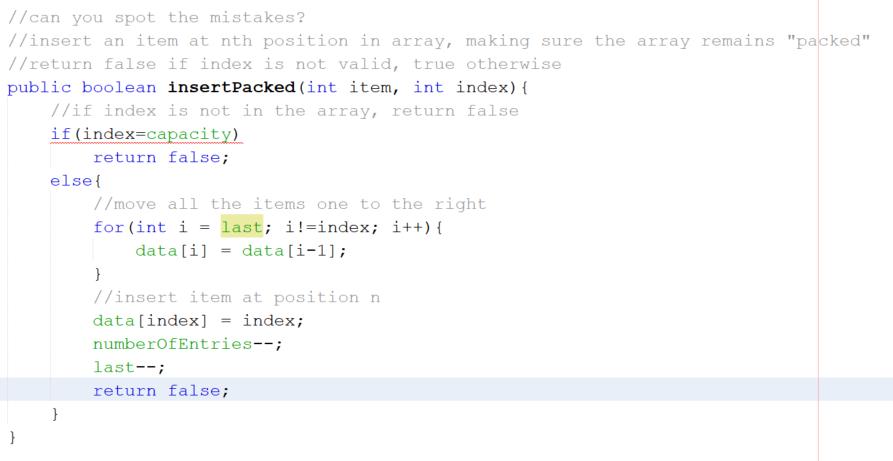 //can you spot the mistakes?
//insert an item at nth position in array, making sure the array remains "packed"
//return false if index is not valid, true otherwise
public boolean insertPacked(int item, int index){
    //if index is not in the array, return false
    if(index=capacity)
        return false;
    else{
        //move all the items one to the right
        for(int i = last; i!=index; i++){
            data[i] = data[i-1];
        }
        //insert item at position n
        data[index] = index;
        numberOfEntries--;
        last--;
        return false;
    }
}